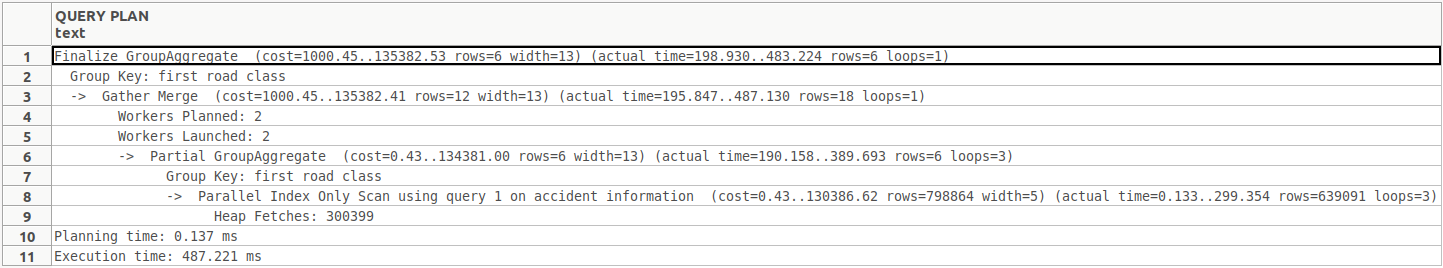 QUERY PLAN
text
1 Finalize GroupAggregate (cost=1000.45..135382.53 rows=6 width=13) (actual time=198.930..483.224 rows=6 loops=1)
2 Group Key: first road class
3 -> Gather Merge (cost=1000.45..135382.41 rows=12 width=13) (actual time=195.847..487.130 rows=18 loops=1)
4 Workers Planned: 2
5 Workers Launched: 2
6 -> Partial GroupAggregate (cost=0.43..134381.00 rows=6 width=13) (actual time=190.158..389.693 rows=6 loops=3)
7 Group Key: first road class
8 -> Parallel Index Only Scan using query 1 on accident information (cost=0.43..130386.62 rows=798864 width=5) (actual time=0.133..299.354 rows=639091 loops=3)
9 Heap Fetches: 300399
10 Planning time: 0.137 ms
11 Execution time: 487.221 ms